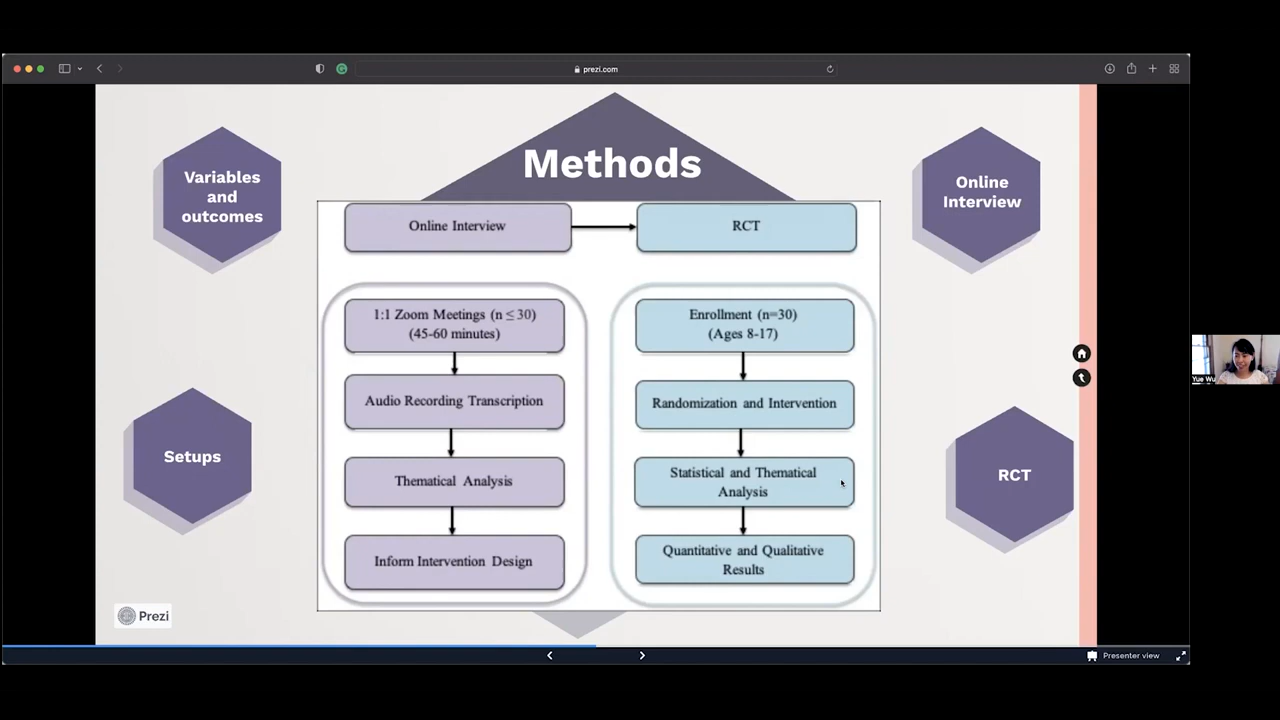 prezi.com
Methods
Variables
and
outcomes
Online
Interview
Setups
RCT
Online Interview
RCT
1:1 Zoom Meetings (n ≤ 30)
(45-60 minutes)
Audio Recording Transcription
Thematical Analysis
Inform Intervention Design
Enrollment (n=30)
(Ages 8-17)
Randomization and Intervention
Statistical and Thematical
Analysis
Quantitative and Qualitative
Results
Prezi
Presenter view
Yue Wu